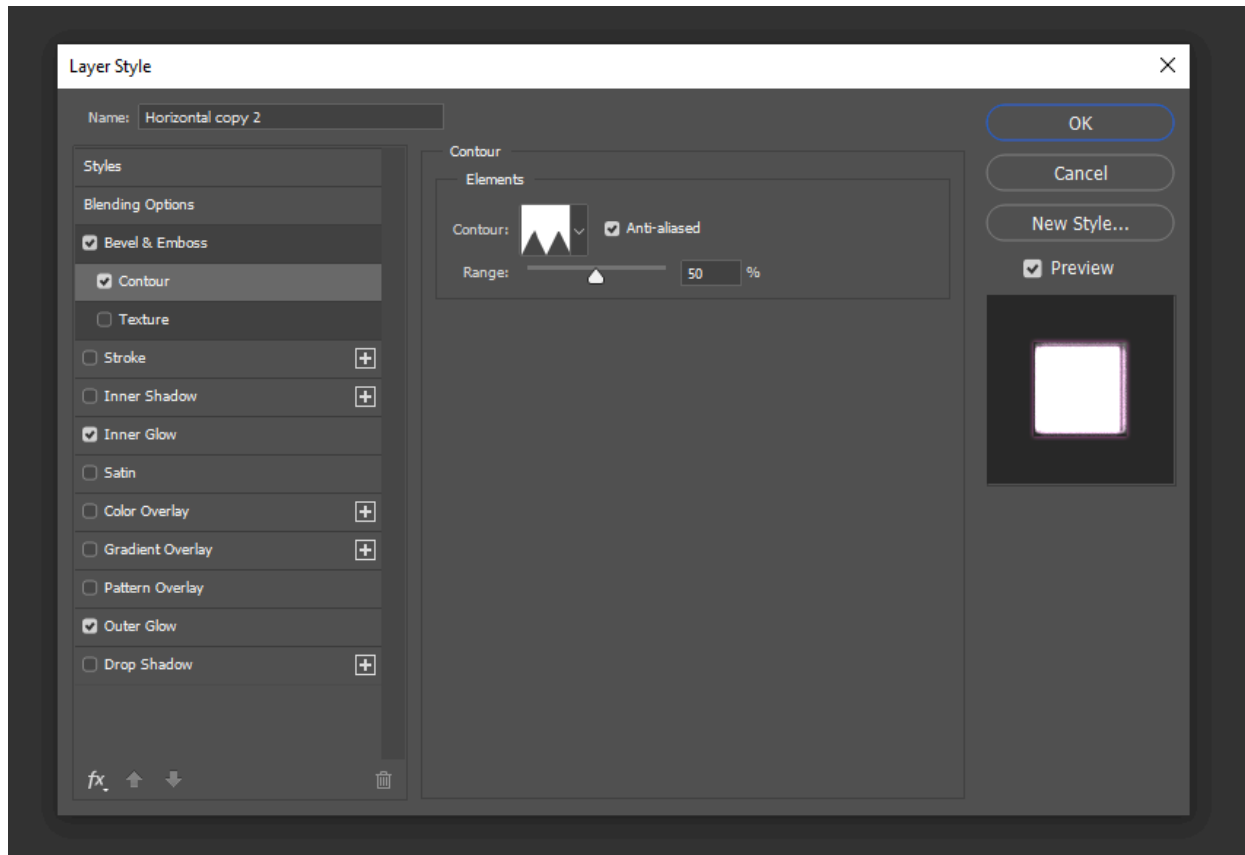 Layer Style
Name: Horizontal copy 2
Styles
Blending Options
Bevel & Emboss
Contour
Texture
Stroke
Inner Shadow
Inner Glow
Satin
Color Overlay
Gradient Overlay
Pattern Overlay
Outer Glow
Drop Shadow
fx
Contour
Elements
Contour:
Anti-aliased
Range: 50 %
OK
Cancel
New Style...
Preview